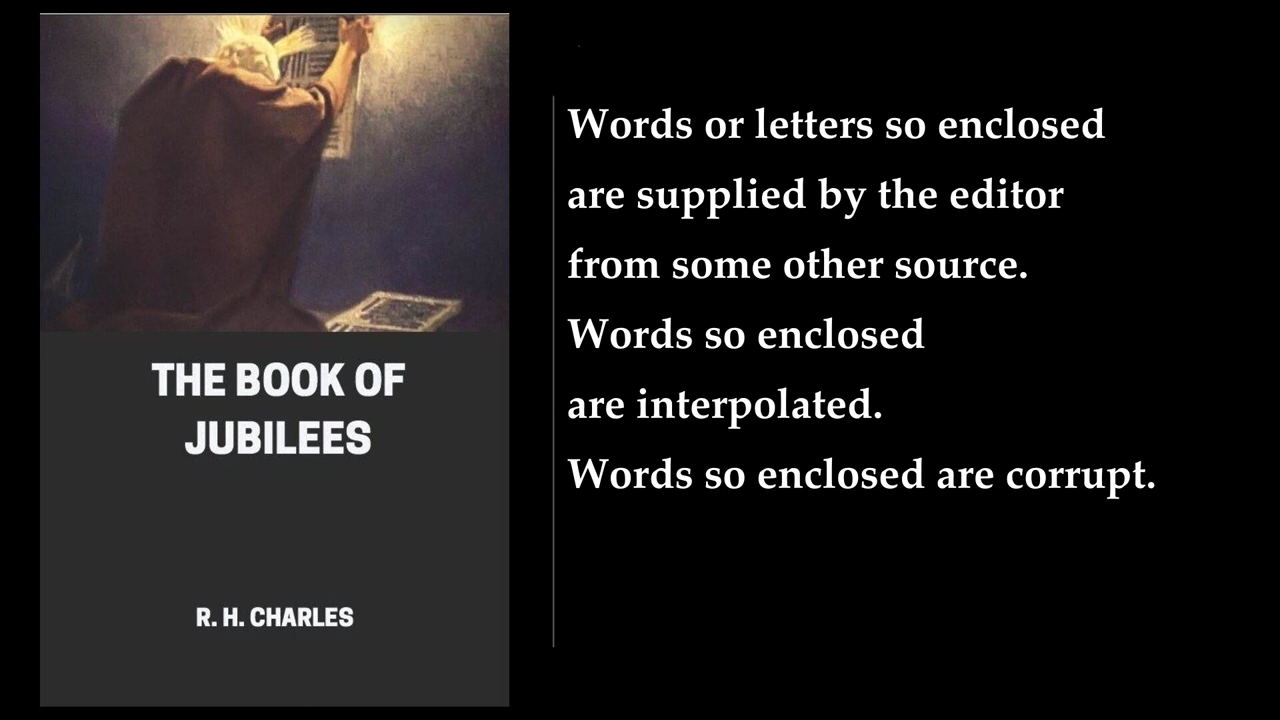 THE BOOK OF
JUBILEES
R. H. CHARLES
Words or letters so enclosed
are supplied by the editor
from some other source.
Words so enclosed
are interpolated.
Words so enclosed are corrupt.